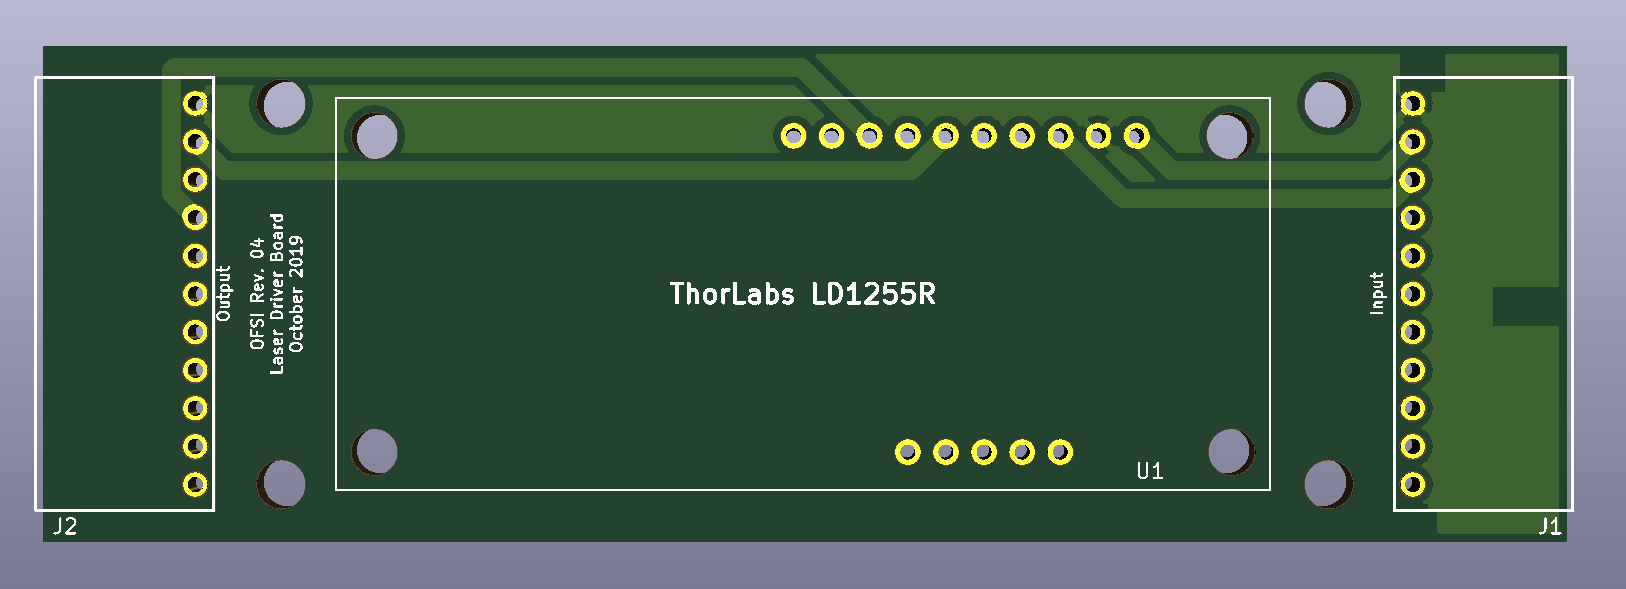 OFSI Rev. 04
Laser Driver Board
October 2019
Output
ThorLabs LD1255R
Input
U1
J2
J1